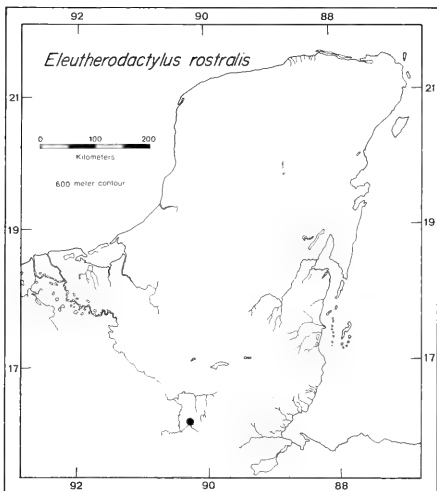 92 90 88
Eleutherodactylus rostralis
21 21
0 100 200
Kilometers
600 meter contour
19 19
17 17
92 90 88